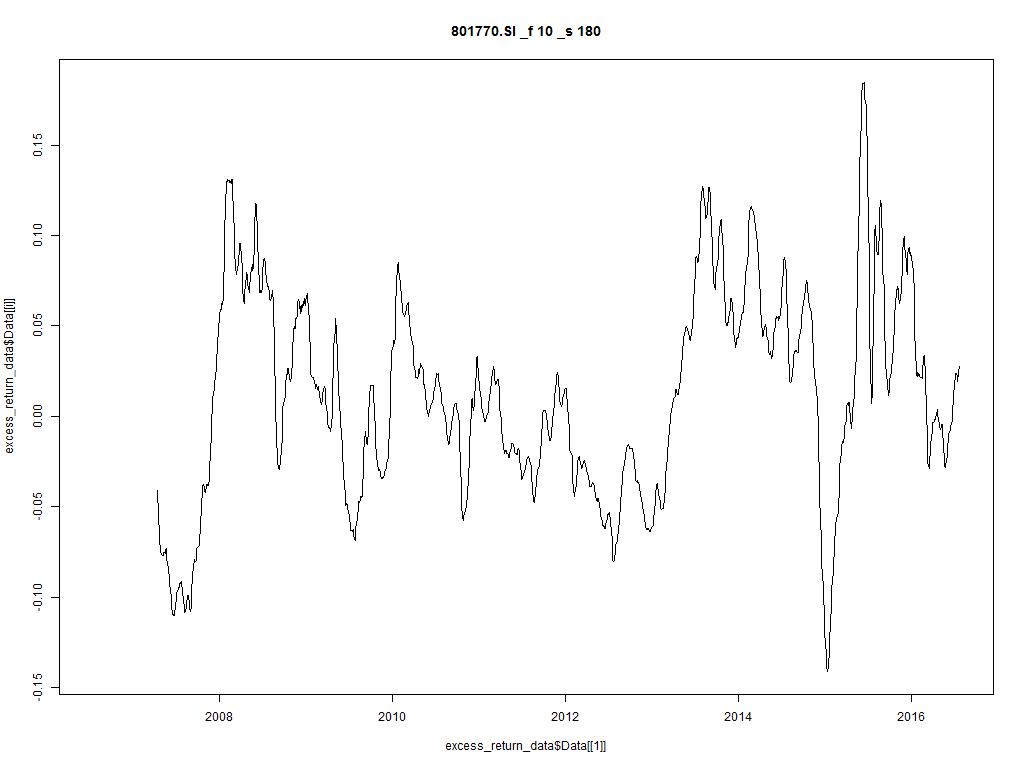 801770.SI _f 10 _s 180
0.15
0.10
0.05
0.00
-0.05
-0.10
-0.15
excess_return_data$Data[[i]]
2008 2010 2012 2014 2016
excess_return_data$Data[[1]]